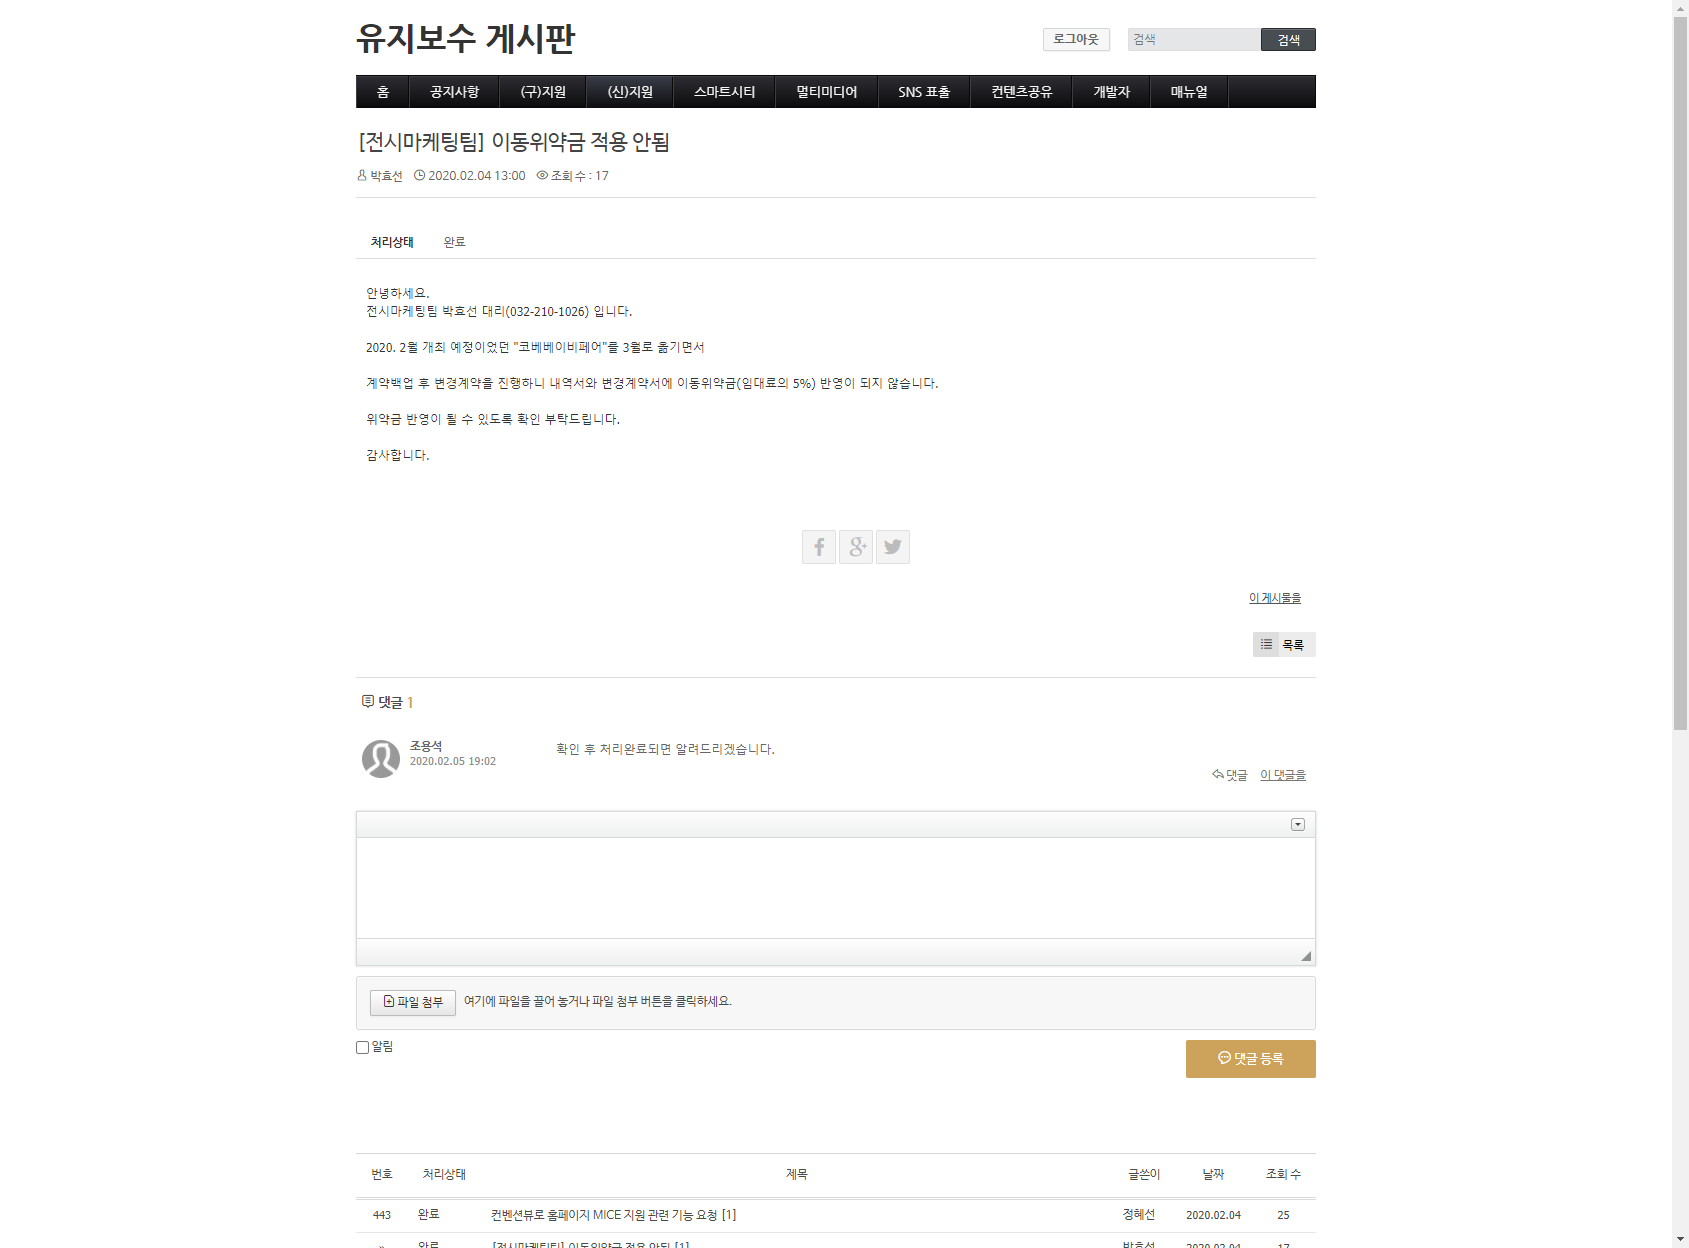 유지보수 게시판
로그아웃 검색 검색
홈 공지사항 (구)지원 (신)지원 스마트시티 멀티미디어 SNS 표출 컨텐츠공유 개발자 매뉴얼
[전시마케팅팀] 이동위약금 적용 안됨
박효선 2020.02.04 13:00 조회 수 : 17
처리상태 완료
안녕하세요.
전시마케팅팀 박효선 대리(032-210-1026) 입니다.
2020. 2월 개최 예정이었던 "코베베이비페어"를 3월로 옮기면서
계약백업 후 변경계약을 진행하니 내역서와 변경계약서에 이동위약금(임대료의 5%) 반영이 되지 않습니다.
위약금 반영이 될 수 있도록 확인 부탁드립니다.
감사합니다.
이 게시물을
목록
댓글 1
조용석 확인 후 처리완료되면 알려드리겠습니다.
2020.02.05 19:02
댓글 이 댓글을
파일 첨부 여기에 파일을 끌어 놓거나 파일 첨부 버튼을 클릭하세요.
알림
댓글 등록
번호 처리상태 제목 글쓴이 날짜 조회 수
443 완료 컨벤션뷰로 홈페이지 MICE 지원 관련 기능 요청 [1] 정혜선 2020.02.04 25
» 완료 [전시마케팅팀] 이동위약금 적용 안됨 [1] 박효선 2020.02.04 17